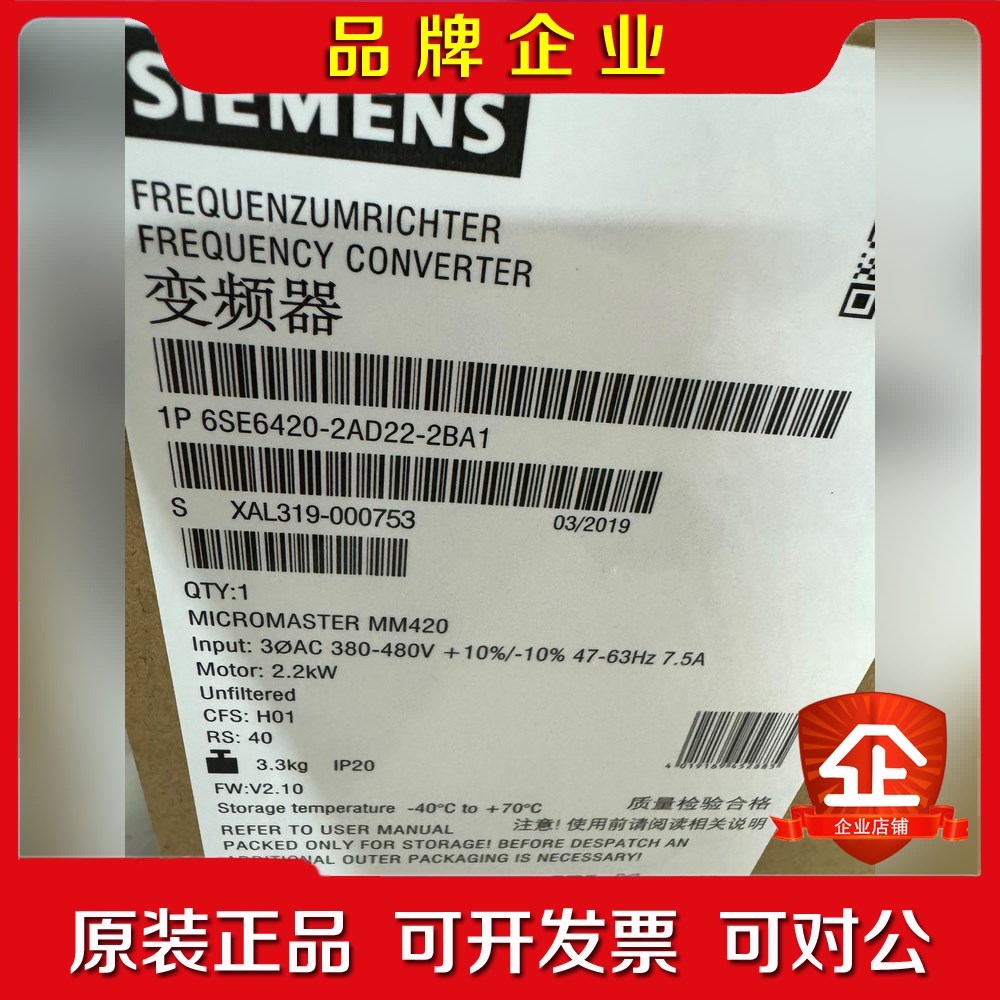 品牌企业
SIEMENS
FREQUENZUMRICHTER
FREQUENCY CONVERTER
变频器
1P 6SE6420-2AD22-2BA1
S XAL319-000753 03/2019
QTY:1
MICROMASTER MM420
Input: 3ØAC 380-480V +10%/-10% 47-63Hz 7.5A
Motor: 2.2kW
Unfiltered
CFS: H01
RS: 40
3.3kg IP20
FW:V2.10
Storage temperature -40°C to +70°C
质量检验合格
注意! 使用前请阅读相关说明
REFER TO USER MANUAL
PACKED ONLY FOR STORAGE! BEFORE DESPATCH AN
ADDITIONAL OUTER PACKAGING IS NECESSARY!
企
企业店铺
原装正品 可开发票 可对公